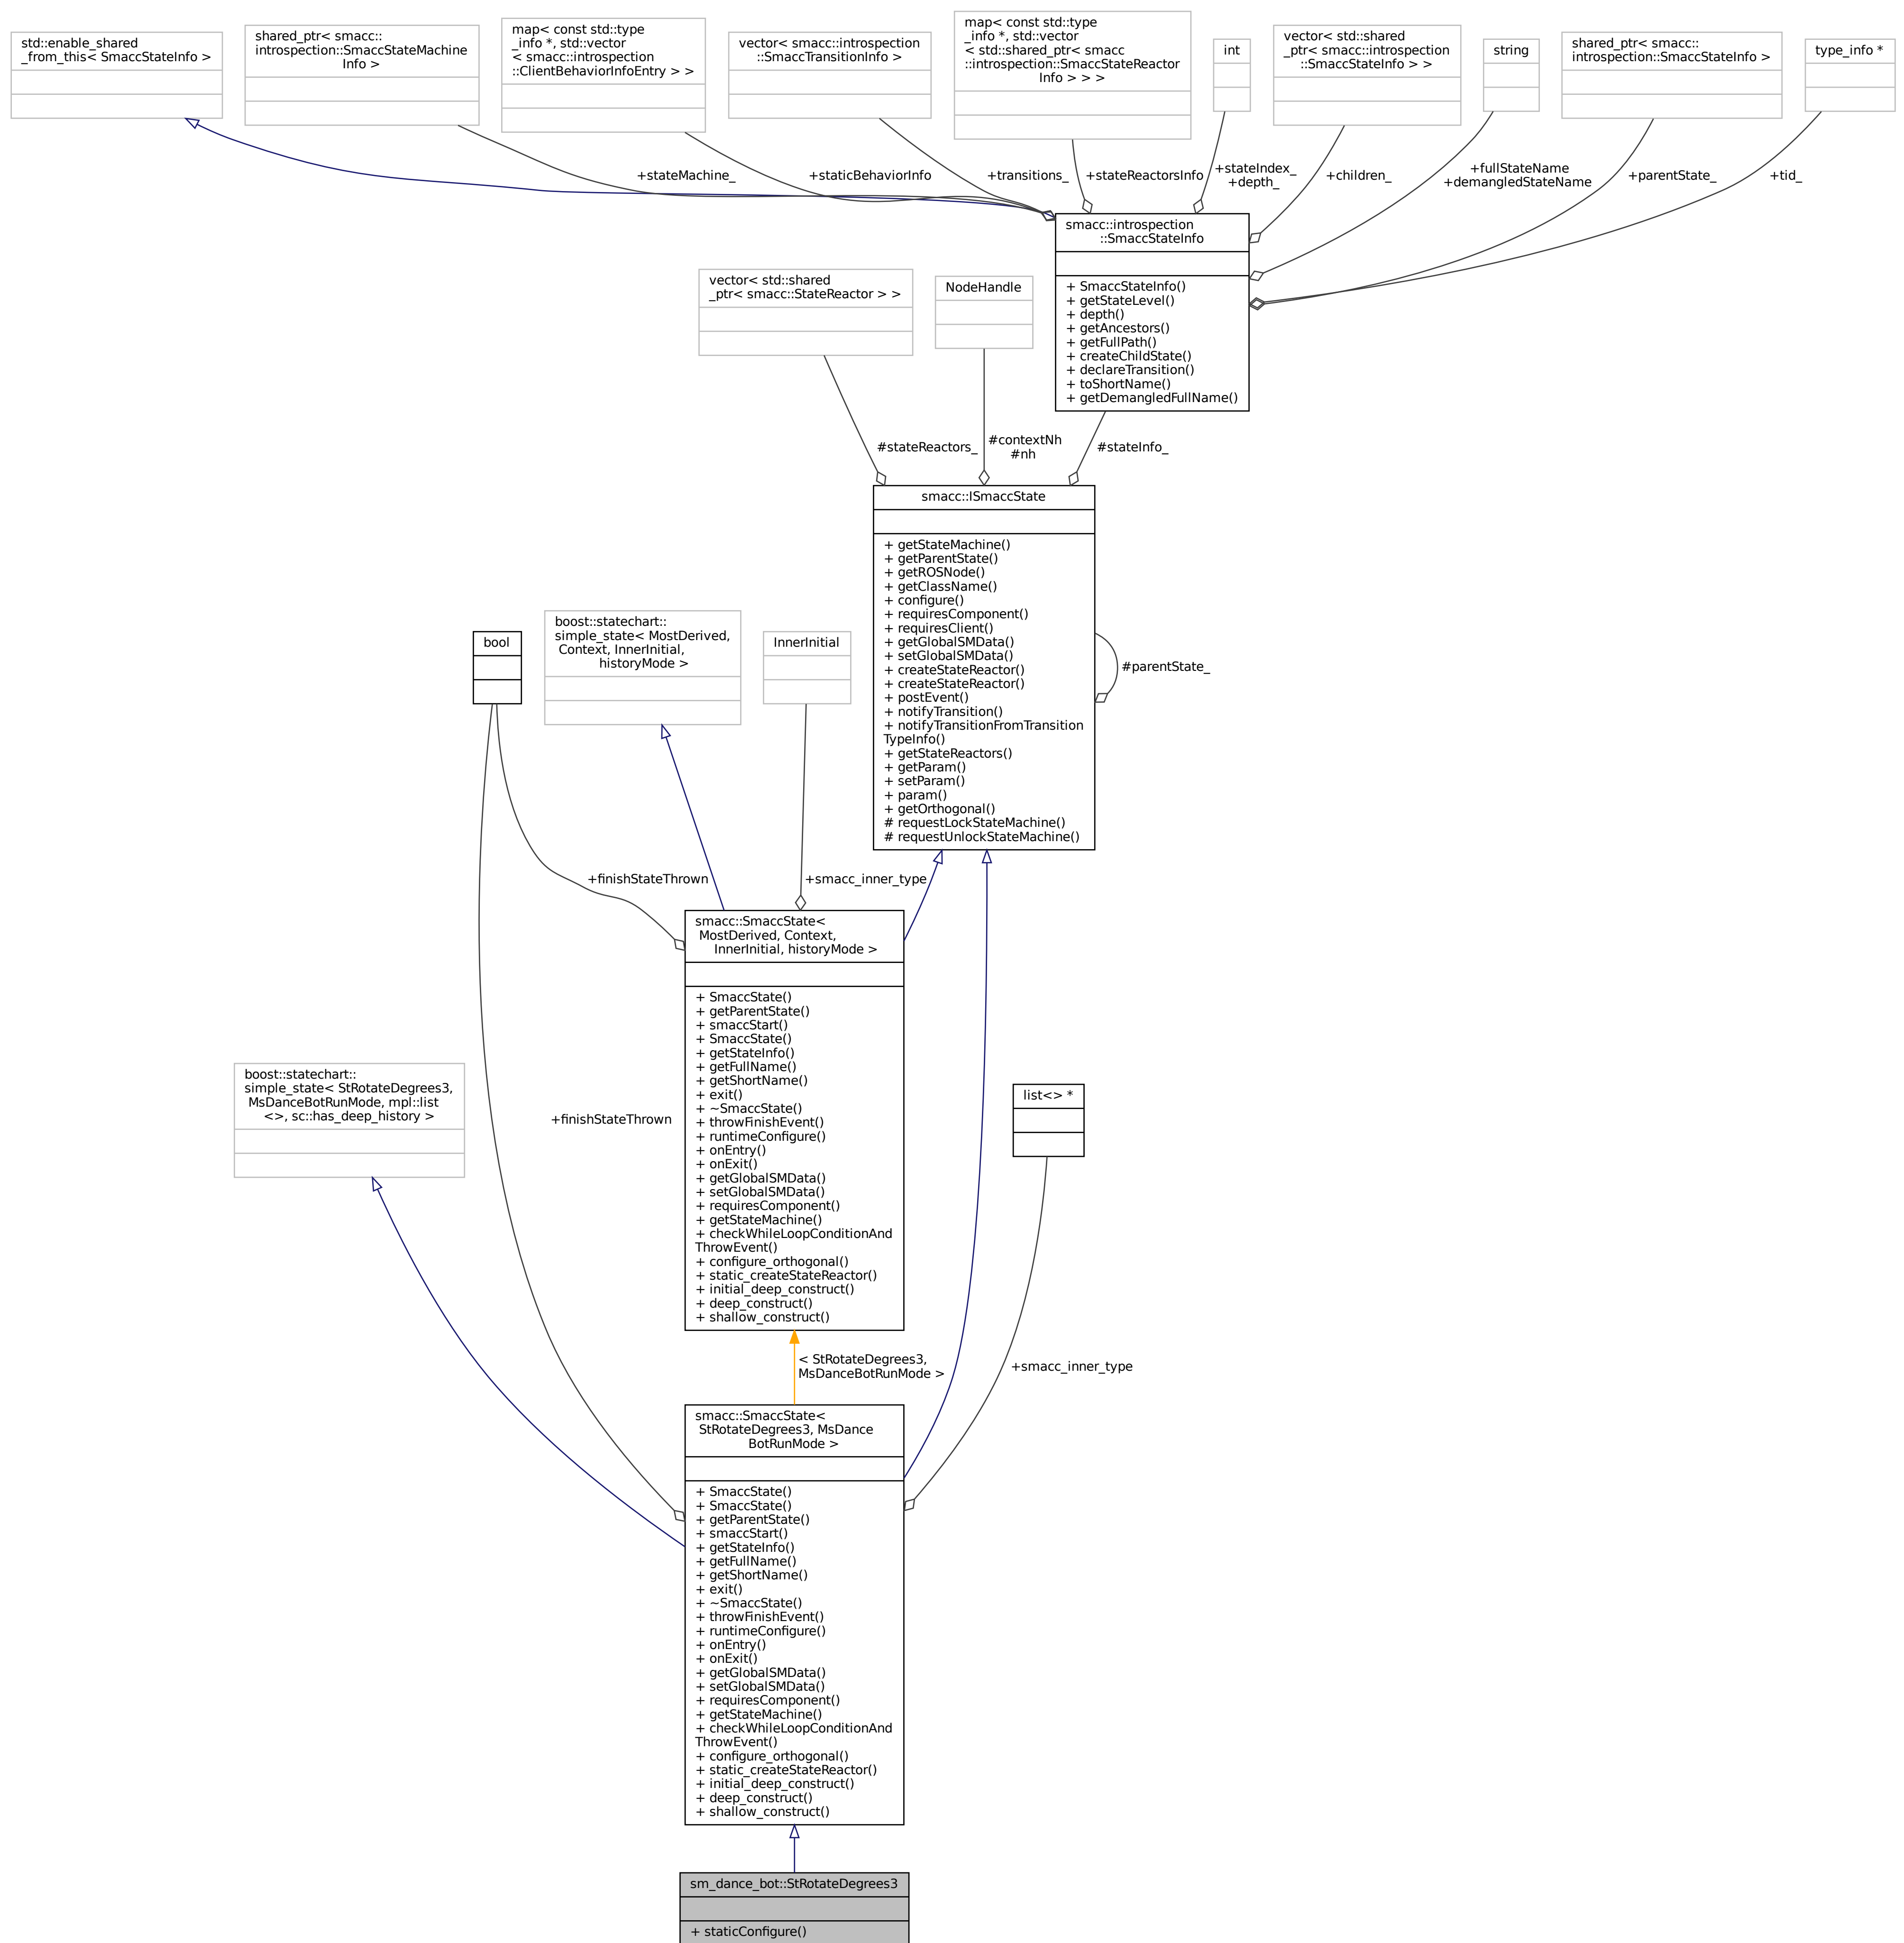 std::enable_shared
_from_this< SmaccStateInfo >
shared_ptr< smacc::
introspection::SmaccStateMachine
Info >
map< const std::type
_info *, std::vector
< smacc::introspection
::ClientBehaviorInfoEntry > >
vector< smacc::introspection
::SmaccTransitionInfo >
map< const std::type
_info *, std::vector
< std::shared_ptr< smacc
::introspection::SmaccStateReactor
Info > > >
int
vector< std::shared
_ptr< smacc::introspection
::SmaccStateInfo > >
string
shared_ptr< smacc::
introspection::SmaccStateInfo >
type_info *
+stateMachine_
+staticBehaviorInfo
+transitions_
+stateReactorsInfo
+stateIndex_
+depth_
+children_
+fullStateName
+demangledStateName
+parentState_
+tid_
smacc::introspection
::SmaccStateInfo
+ SmaccStateInfo()
+ getStateLevel()
+ depth()
+ getAncestors()
+ getFullPath()
+ createChildState()
+ declareTransition()
+ toShortName()
+ getDemangledFullName()
vector< std::shared
_ptr< smacc::StateReactor > >
NodeHandle
#stateReactors_
#contextNh
#nh
#stateInfo_
smacc::ISmaccState
+ getStateMachine()
+ getParentState()
+ getROSNode()
+ getClassName()
+ configure()
+ requiresComponent()
+ requiresClient()
+ getGlobalSMData()
+ setGlobalSMData()
+ createStateReactor()
+ createStateReactor()
+ postEvent()
+ notifyTransition()
+ notifyTransitionFromTransition
TypeInfo()
+ getStateReactors()
+ getParam()
+ setParam()
+ param()
+ getOrthogonal()
# requestLockStateMachine()
# requestUnlockStateMachine()
#parentState_
bool
boost::statechart::
simple_state< MostDerived,
Context, InnerInitial,
historyMode >
InnerInitial
+finishStateThrown
+smacc_inner_type
smacc::SmaccState<
MostDerived, Context,
InnerInitial, historyMode >
+ SmaccState()
+ getParentState()
+ smaccStart()
+ SmaccState()
+ getStateInfo()
+ getFullName()
+ getShortName()
+ exit()
+ ~SmaccState()
+ throwFinishEvent()
+ runtimeConfigure()
+ onEntry()
+ onExit()
+ getGlobalSMData()
+ setGlobalSMData()
+ requiresComponent()
+ getStateMachine()
+ checkWhileLoopConditionAnd
ThrowEvent()
+ configure_orthogonal()
+ static_createStateReactor()
+ initial_deep_construct()
+ deep_construct()
+ shallow_construct()
boost::statechart::
simple_state< StRotateDegrees3,
MsDanceBotRunMode, mpl::list
<>, sc::has_deep_history >
+finishStateThrown
list<> *
< StRotateDegrees3,
MsDanceBotRunMode >
+smacc_inner_type
smacc::SmaccState<
StRotateDegrees3, MsDance
BotRunMode >
+ SmaccState()
+ SmaccState()
+ getParentState()
+ smaccStart()
+ getStateInfo()
+ getFullName()
+ getShortName()
+ exit()
+ ~SmaccState()
+ throwFinishEvent()
+ runtimeConfigure()
+ onEntry()
+ onExit()
+ getGlobalSMData()
+ setGlobalSMData()
+ requiresComponent()
+ getStateMachine()
+ checkWhileLoopConditionAnd
ThrowEvent()
+ configure_orthogonal()
+ static_createStateReactor()
+ initial_deep_construct()
+ deep_construct()
+ shallow_construct()
sm_dance_bot::StRotateDegrees3
+ staticConfigure()